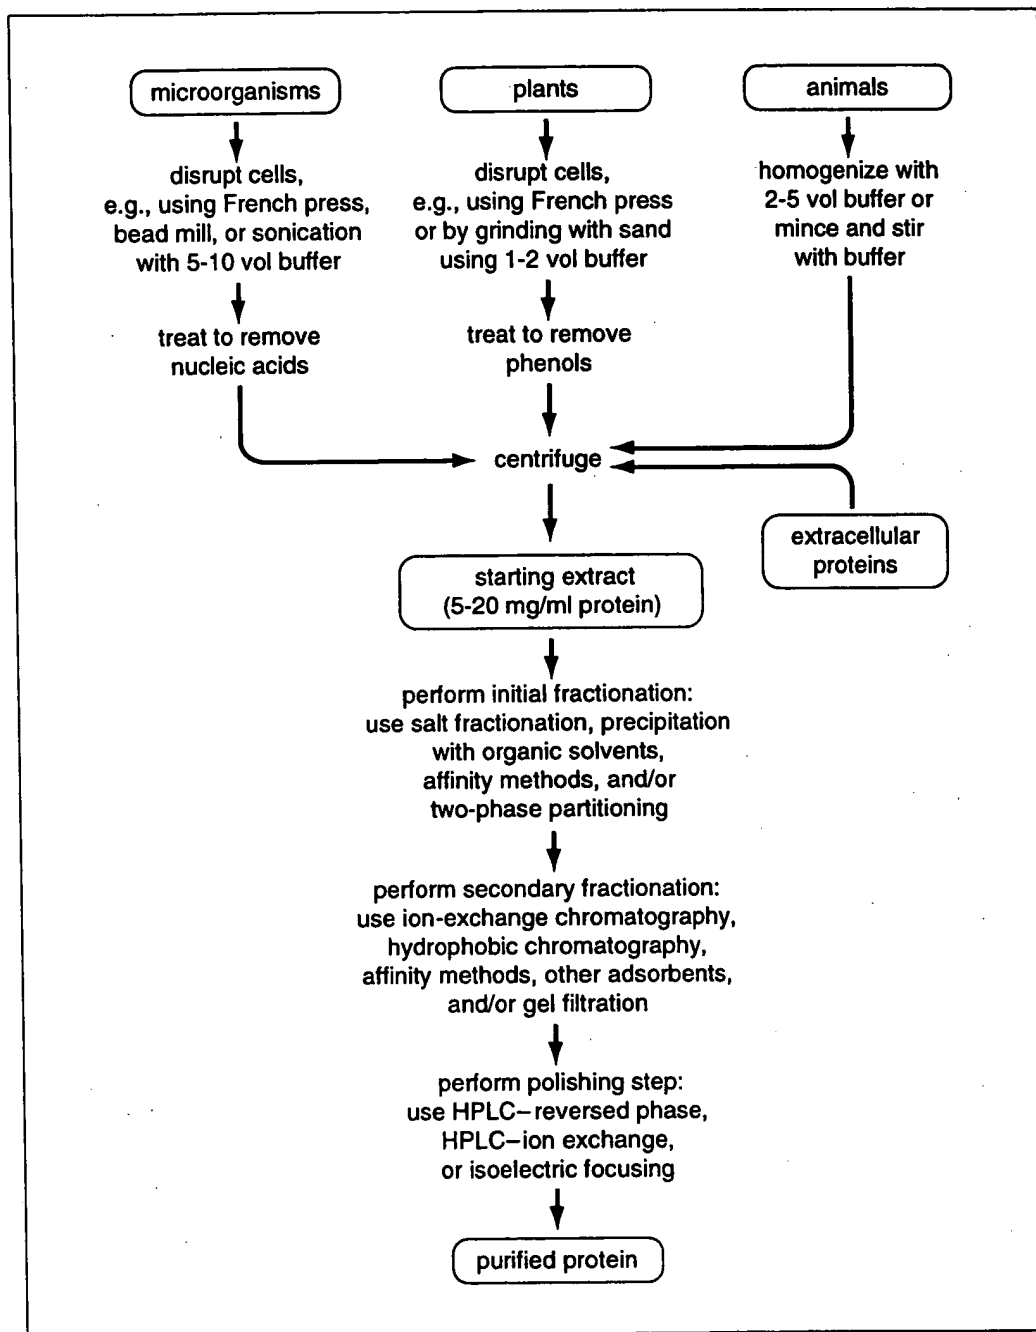 microorganisms
disrupt cells,
e.g., using French press,
bead mill, or sonication
with 5-10 vol buffer
treat to remove
nucleic acids
plants
disrupt cells,
e.g., using French press
or by grinding with sand
using 1-2 vol buffer
treat to remove
phenols
animals
homogenize with
2-5 vol buffer or
mince and stir
with buffer
centrifuge
extracellular
proteins
starting extract
(5-20 mg/ml protein)
perform initial fractionation:
use salt fractionation, precipitation
with organic solvents,
affinity methods, and/or
two-phase partitioning
perform secondary fractionation:
use ion-exchange chromatography,
hydrophobic chromatography,
affinity methods, other adsorbents,
and/or gel filtration
perform polishing step:
use HPLC–reversed phase,
HPLC–ion exchange,
or isoelectric focusing
purified protein